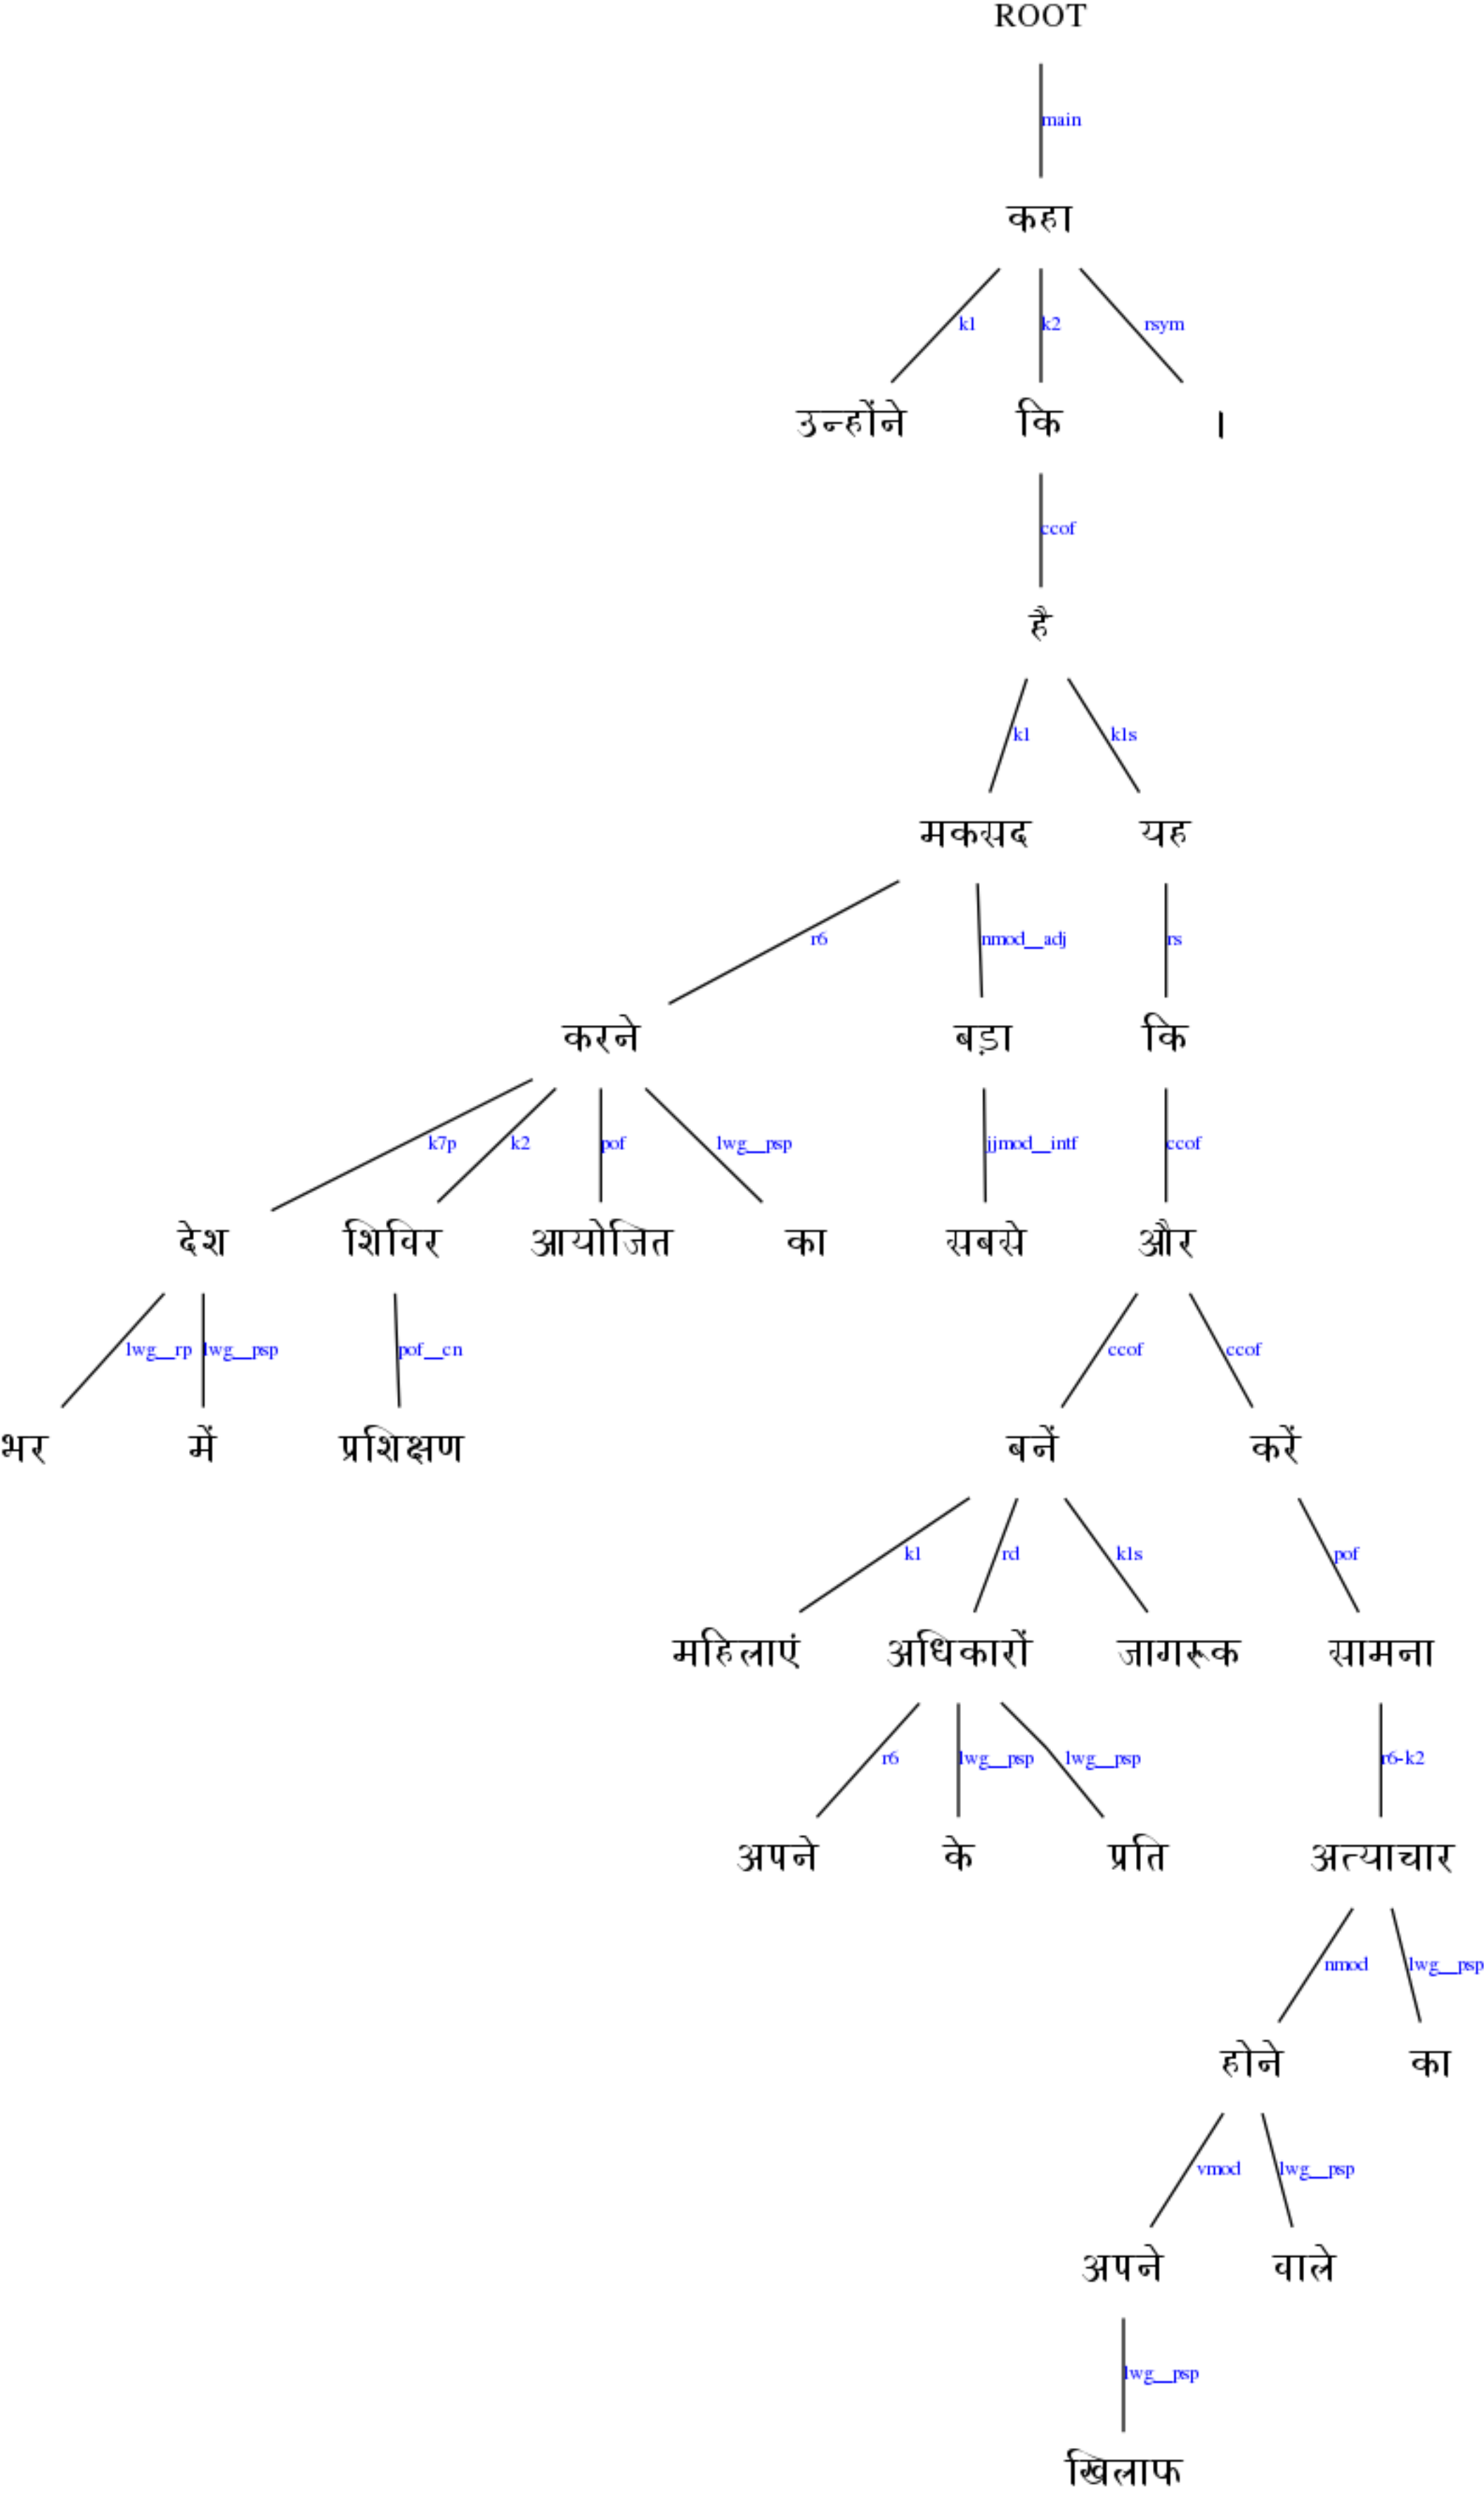 ROOT
main
कहा
k1 k2 rsym
उन्होंने कि ।
ccof
है
k1 k1s
मकसद यह
r6 nmod__adj rs
करने बड़ा कि
k7p k2 pof lwg__psp jjmod__intf ccof
देश शिविर आयोजित का सबसे और
lwg__rp lwg__psp pof__cn ccof ccof
भर में प्रशिक्षण बनें करें
k1 rd k1s pof
महिलाएं अधिकारों जागरूक सामना
r6 lwg__psp lwg__psp r6-k2
अपने के प्रति अत्याचार
nmod lwg__psp
होने का
vmod lwg__psp
अपने वाले
lwg__psp
खिलाफ